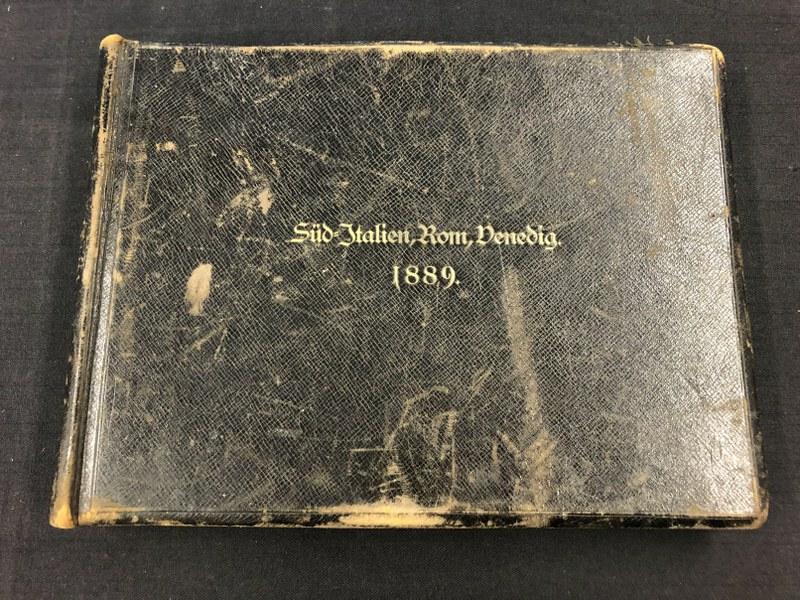 Süd-Italien, Rom, Venedig.
1889.